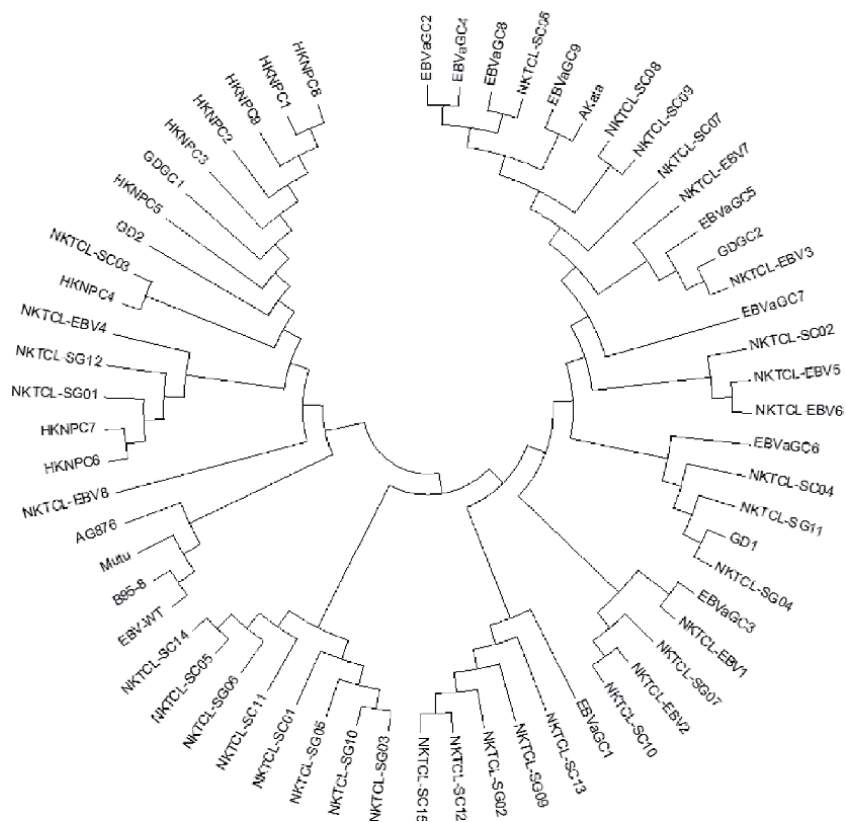 EBVaGC2
EBVaGC4
EBVaGC8
NKTCL-SC06
EBVaGC9
AKata
NKTCL-SC08
NKTCL-SC09
NKTCL-SC07
NKTCL-EBV7
EBVaGC5
GDGC2
NKTCL-EBV3
EBVaGC7
NKTCL-SC02
NKTCL-EBV5
NKTCL-EBV6
EBVaGC6
NKTCL-SC04
NKTCL-SG11
GD1
NKTCL-SG04
EBVaGC3
NKTCL-EBV1
NKTCL-SG07
NKTCL-EBV2
NKTCL-SC10
EBVaGC1
NKTCL-SC13
NKTCL-SG09
NKTCL-SG02
NKTCL-SC12
NKTCL-SC15
NKTCL-SG03
NKTCL-SG10
NKTCL-SG05
NKTCL-SC01
NKTCL-SC11
NKTCL-SG06
NKTCL-SC05
NKTCL-SC14
EBV-WT
B95-8
Mutu
AG876
NKTCL-EBV8
HKNPC6
HKNPC7
NKTCL-SG01
NKTCL-SG12
NKTCL-EBV4
HKNPC4
NKTCL-SC03
GD2
HKNPC5
GDGC1
HKNPC3
HKNPC2
HKNPC9
HKNPC1
HKNPC8